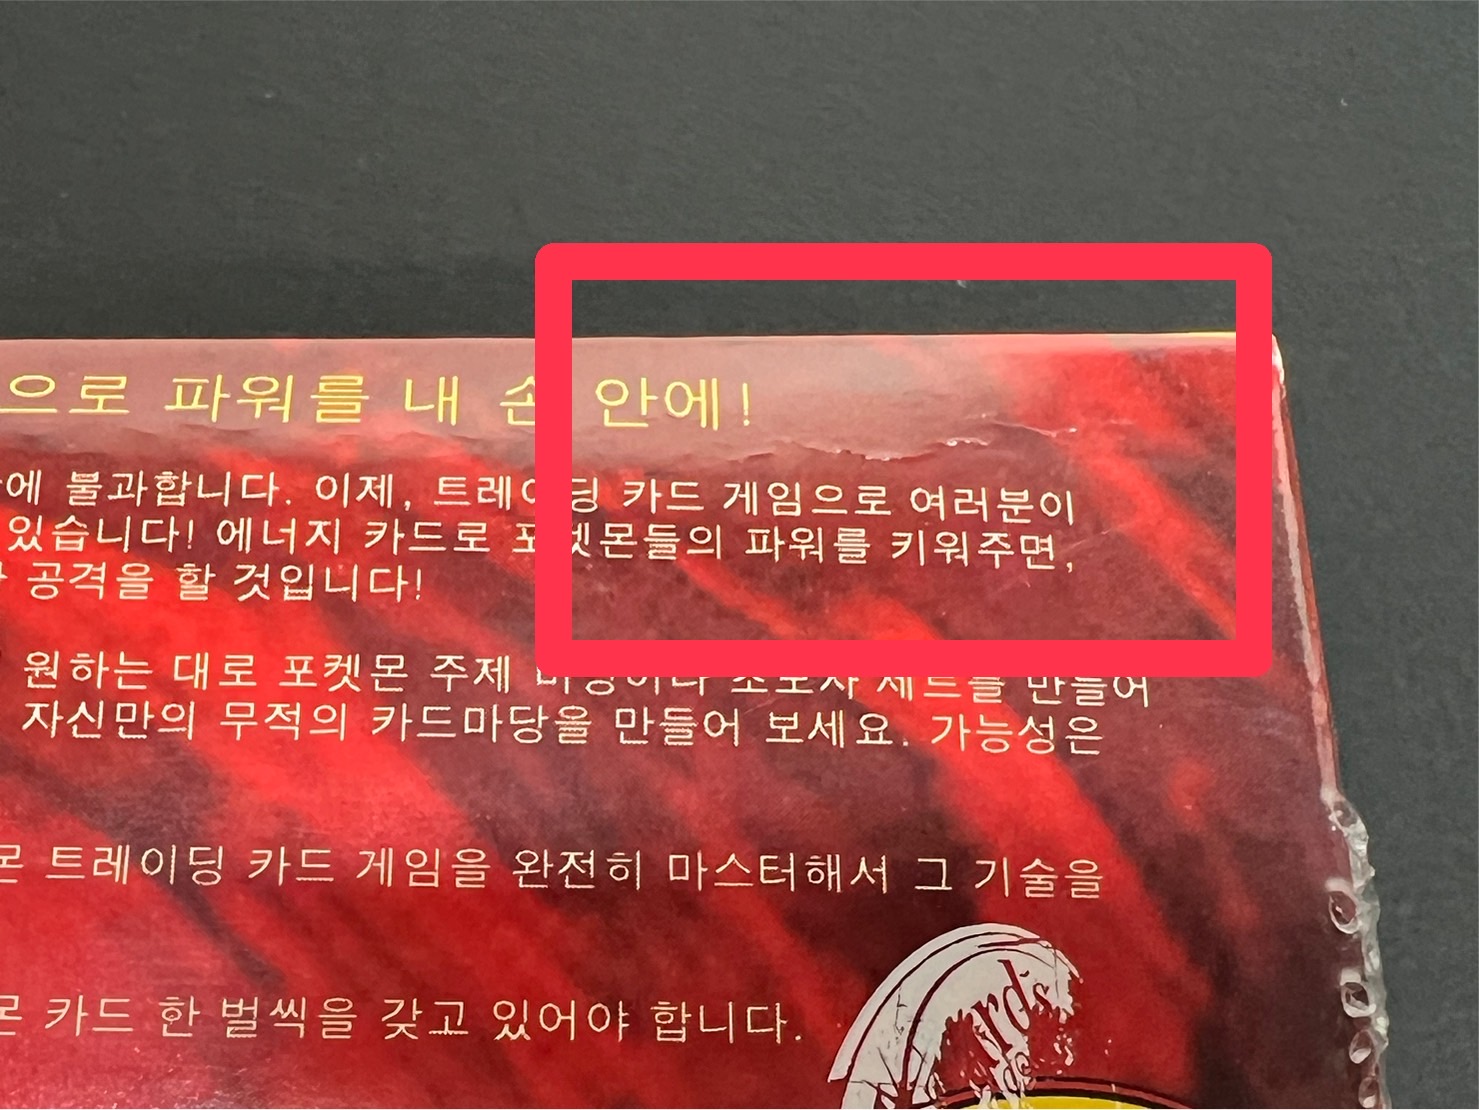 으로 파워를 내 손 안에!
에 불과합니다. 이제, 트레이딩 카드 게임으로 여러분이
있습니다! 에너지 카드로 포켓몬들의 파워를 키워주면,
공격을 할 것입니다!
원하는 대로 포켓몬 주제 만들어
자신만의 무적의 카드마당을 만들어 보세요. 가능성은
몬 트레이딩 카드 게임을 완전히 마스터해서 그 기술을
몬 카드 한 벌씩을 갖고 있어야 합니다.